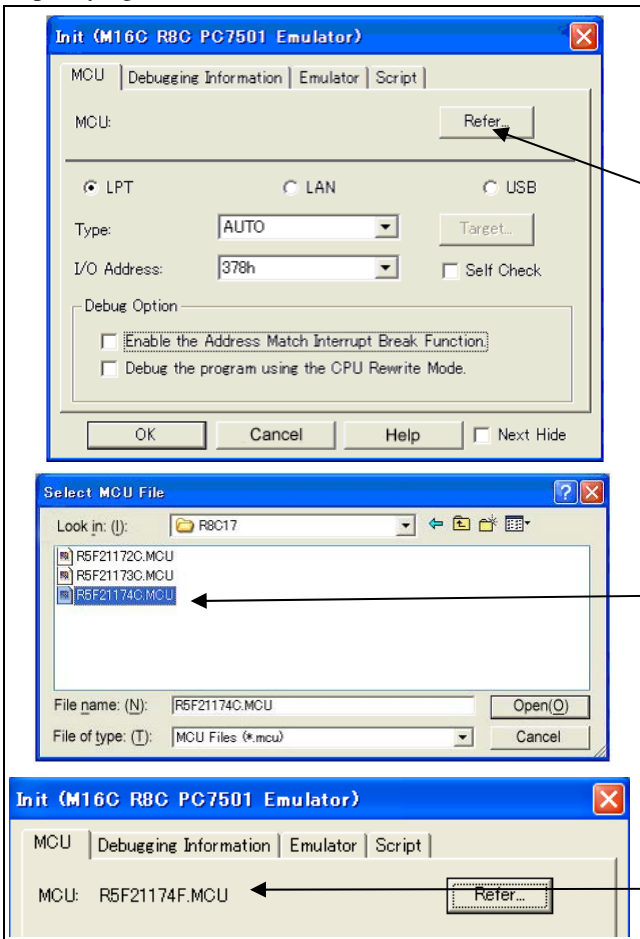 Init (M16C R8C PC7501 Emulator)
MCU Debugging Information Emulator Script
MCU: Refer...
LPT LAN USB
Type: AUTO Target...
I/O Address: 378h Self Check
Debug Option
Enable the Address Match Interrupt Break Function.
Debug the program using the CPU Rewrite Mode.
OK Cancel Help Next Hide
Select MCU File
Look in: (I): R8C17
R5F21172C.MCU
R5F21173C.MCU
R5F21174C.MCU
File name: (N): R5F21174C.MCU Open(O)
File of type: (T): MCU Files (*.mcu) Cancel
Init (M16C R8C PC7501 Emulator)
MCU Debugging Information Emulator Script
MCU: R5F21174F.MCU Refer...